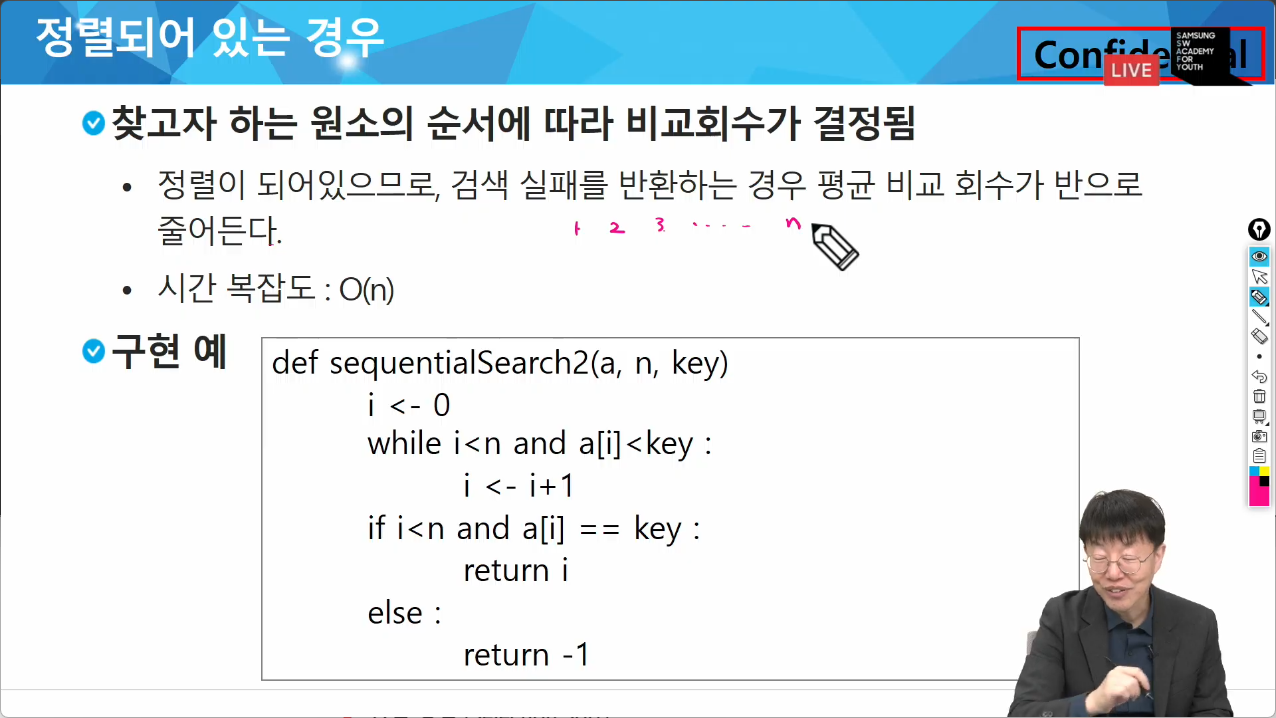 정렬되어 있는 경우
SAMSUNG
SW
ACADEMY
FOR
YOUTH
LIVE
찾고자 하는 원소의 순서에 따라 비교회수가 결정됨
• 정렬이 되어있으므로, 검색 실패를 반환하는 경우 평균 비교 회수가 반으로
줄어든다.
1 2 3 ..... n
• 시간 복잡도 : O(n)
구현 예
def sequentialSearch2(a, n, key)
i <- 0
while i<n and a[i]<key :
i <- i+1
if i<n and a[i] == key :
return i
else :
return -1